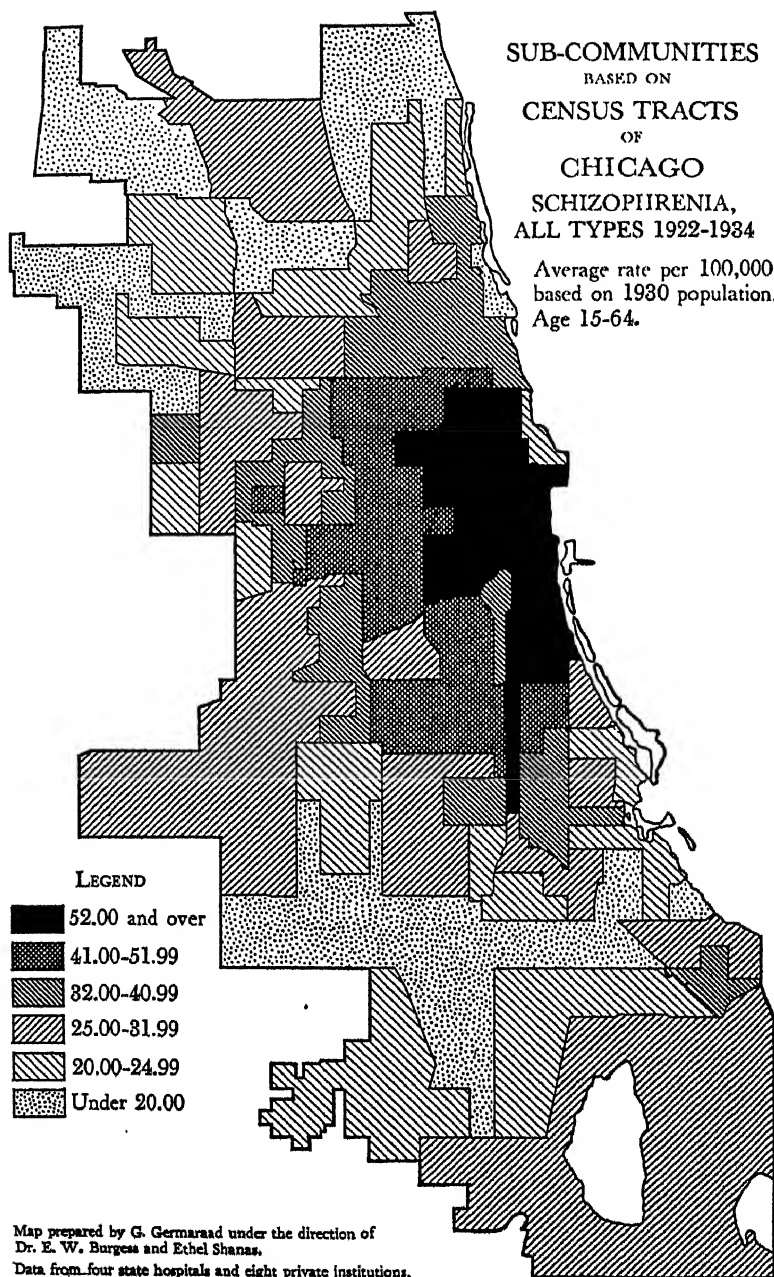 SUB-COMMUNITIES
BASED ON
CENSUS TRACTS
OF
CHICAGO
SCHIZOPHRENIA,
ALL TYPES 1922-1934
Average rate per 100,000
based on 1930 population.
Age 15-64.
LEGEND
52.00 and over
41.00-51.99
32.00-40.99
25.00-31.99
20.00-24.99
Under 20.00
Map prepared by G. Germaraad under the direction of
Dr. E. W. Burgess and Ethel Shanas.
Data from four state hospitals and eight private institutions.